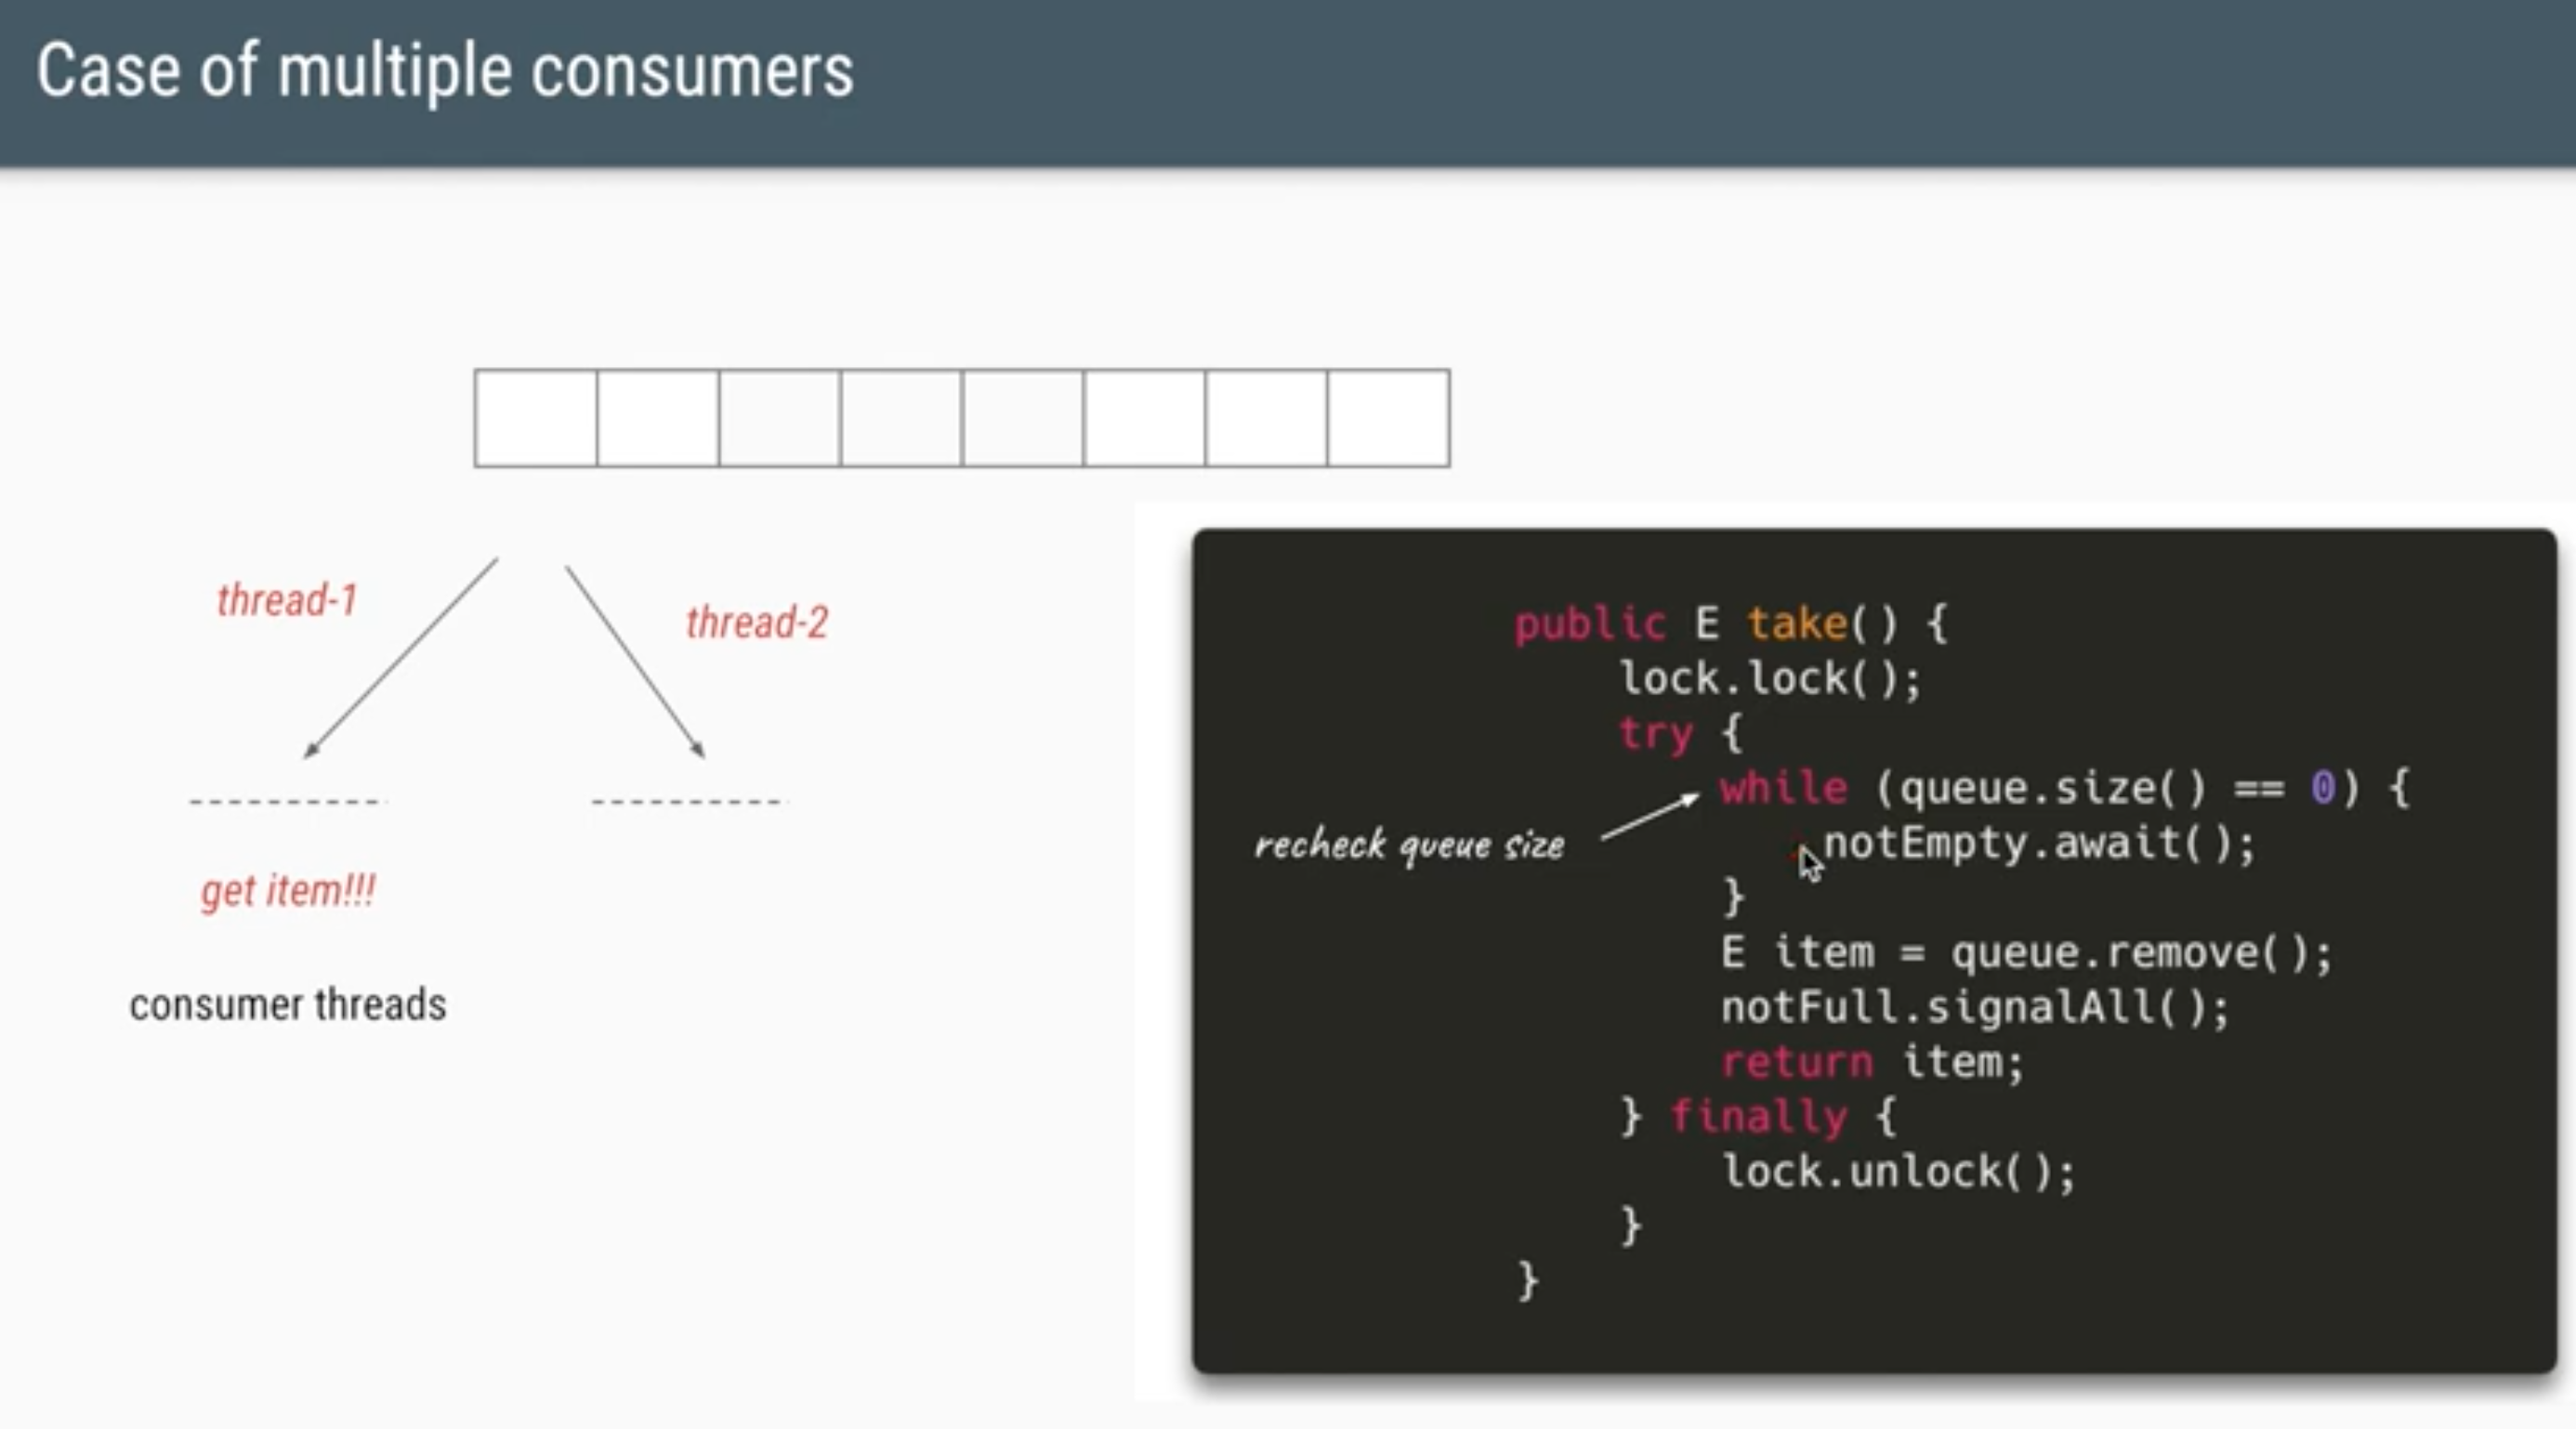 Case of multiple consumers
thread-1
thread-2
get item!!!
consumer threads
public E take() {
lock.lock();
try {
while (queue.size() == 0) {
recheck queue size
notEmpty.await();
}
E item = queue.remove();
notFull.signalAll();
return item;
} finally {
lock.unlock();
}
}